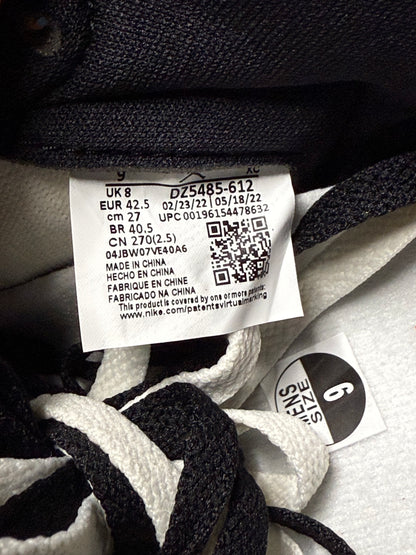 UK 8 DZ5485-612
EUR 42.5 02/23/22 05/18/22
cm 27 UPC 00196154478632
BR 40.5
CN 270(2.5)
04JBW07VE40A6
MADE IN CHINA
HECHO EN CHINA
FABRIQUE EN CHINE
FABRICADO NA CHINA
This product is covered by one or more patents:
www.nike.com/patentsvirtualmarking
MENS
SIZE
9